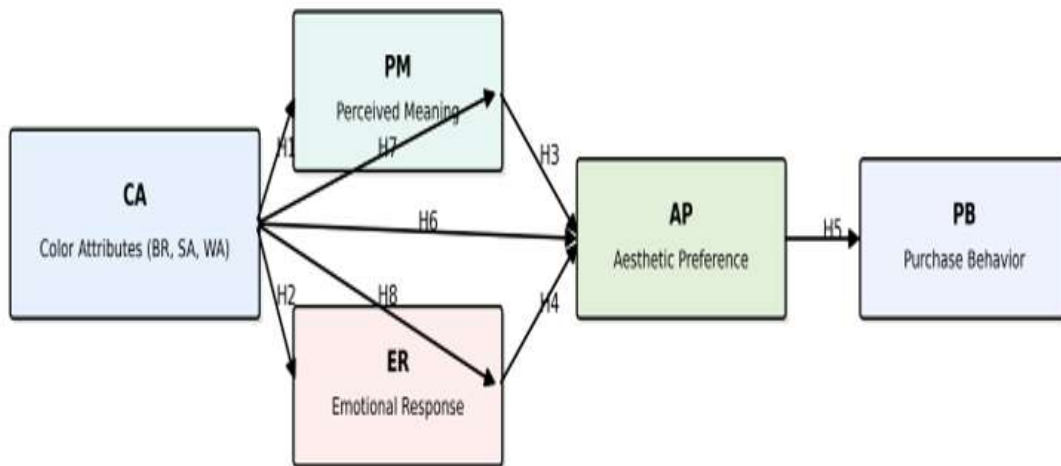 PM
Perceived Meaning
H1
H7
H3
CA
Color Attributes (BR, SA, WA)
H6
AP
Aesthetic Preference
H5
PB
Purchase Behavior
H2
H8
H4
ER
Emotional Response